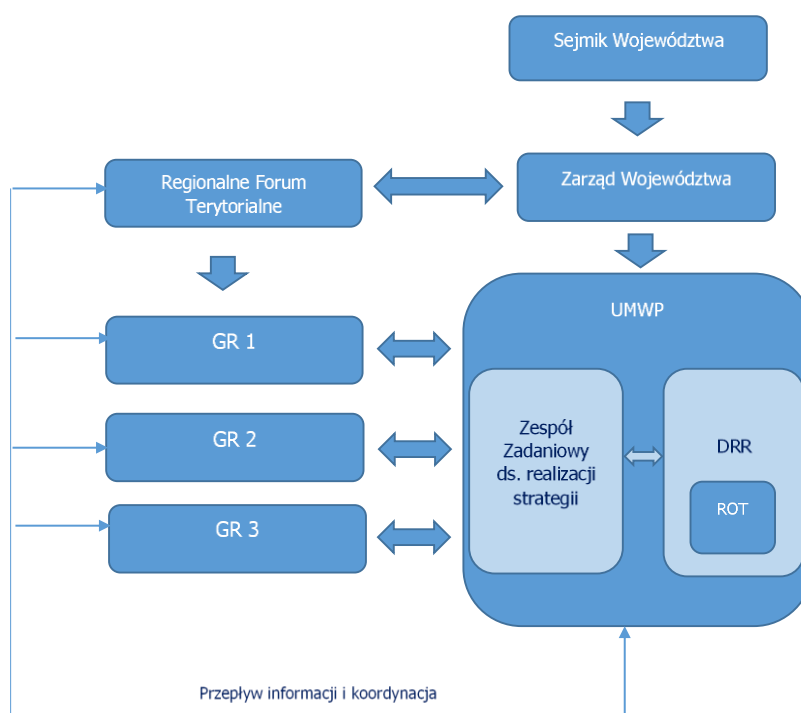 Sejmik Województwa
Regionalne Forum
Terytorialne
Zarząd Województwa
UMWP
GR 1
GR 2
GR 3
Zespół
Zadaniowy
ds. realizacji
strategii
DRR
ROT
Przepływ informacji i koordynacja